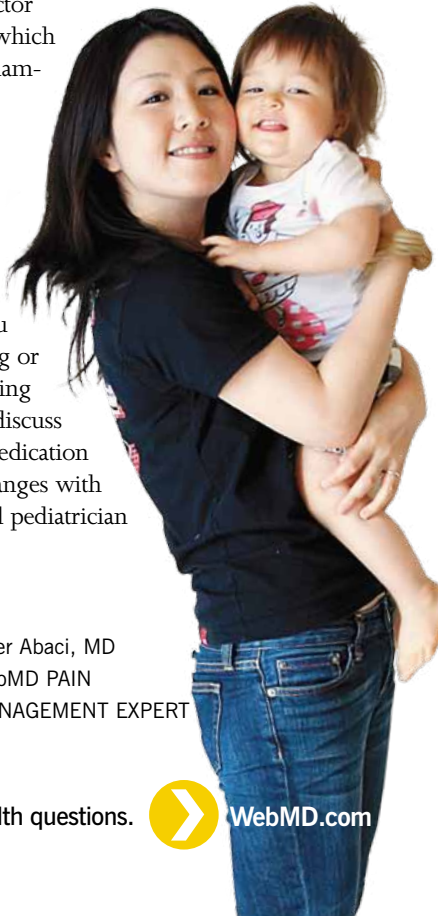 ctor
which
am-
u
g or
ing
discuss
edication
anges with
l pediatrician
er Abaci, MD
bMD PAIN
NAGEMENT EXPERT
lth questions. WebMD.com